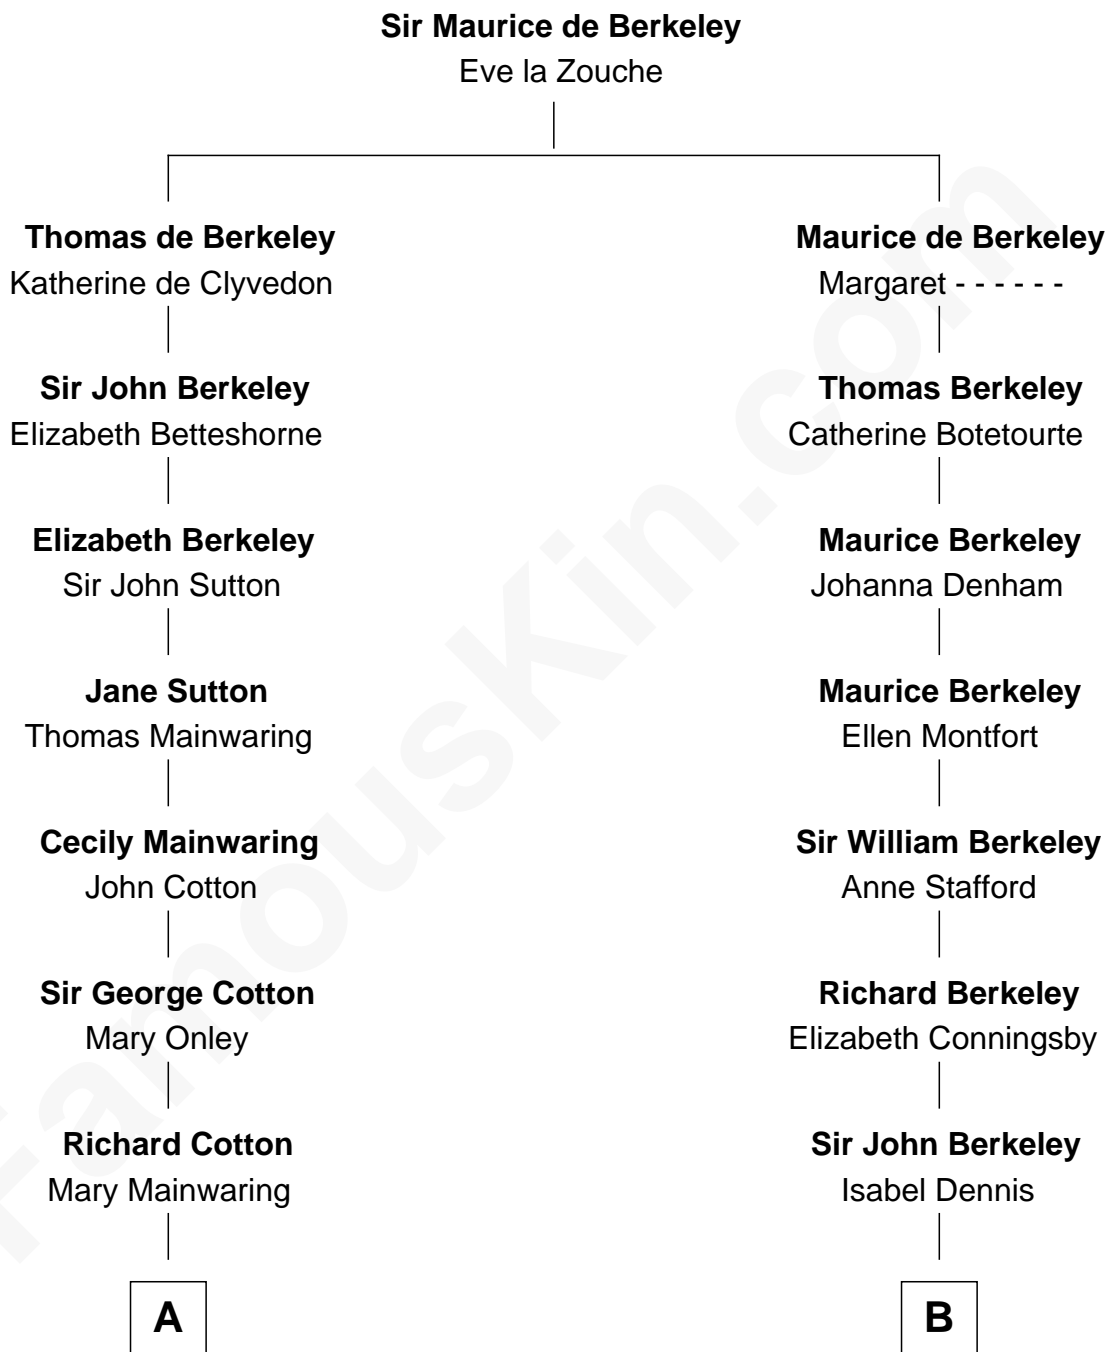 Sir Maurice de Berkeley
Eve la Zouche
Thomas de Berkeley
Katherine de Clyvedon
Sir John Berkeley
Elizabeth Betteshorne
Elizabeth Berkeley
Sir John Sutton
Jane Sutton
Thomas Mainwaring
Cecily Mainwaring
John Cotton
Sir George Cotton
Mary Onley
Richard Cotton
Mary Mainwaring
A
Maurice de Berkeley
Margaret - - - - - -
Thomas Berkeley
Catherine Botetourte
Maurice Berkeley
Johanna Denham
Maurice Berkeley
Ellen Montfort
Sir William Berkeley
Anne Stafford
Richard Berkeley
Elizabeth Conningsby
Sir John Berkeley
Isabel Dennis
B
FamousKin.com